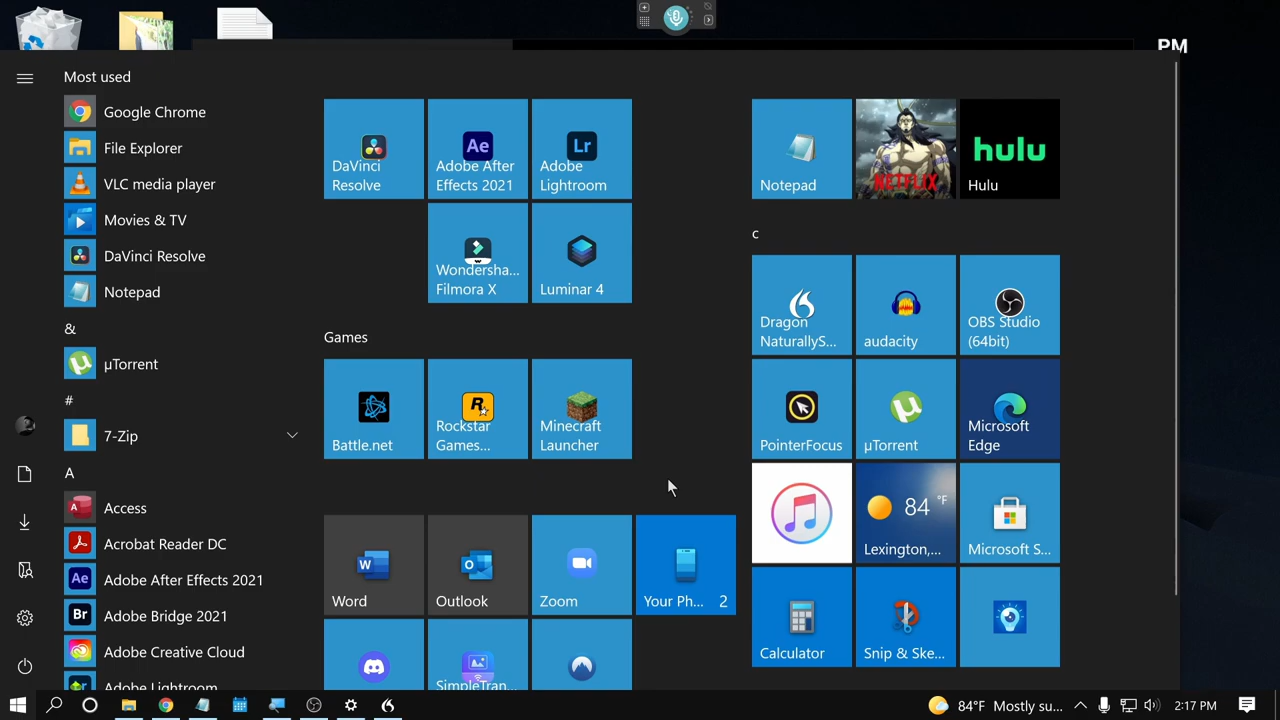 PM
Most used
Google Chrome
File Explorer
VLC media player
Movies & TV
DaVinci Resolve
Notepad
&
µTorrent
#
7-Zip
A
Access
Acrobat Reader DC
Adobe After Effects 2021
Adobe Bridge 2021
Adobe Creative Cloud
Adobe Lightroom
DaVinci
Resolve
Ae
Adobe After
Effects 2021
Lr
Adobe
Lightroom
Wondersha...
Filmora X
Luminar 4
Games
Battle.net
Rockstar
Games...
Minecraft
Launcher
Word
Outlook
Zoom
Your Ph... 2
SimpleTran...
Notepad
NETFLIX
hulu
Hulu
c
Dragon
NaturallyS...
audacity
OBS Studio
(64bit)
PointerFocus
µTorrent
Microsoft
Edge
84 °F
Lexington,...
Microsoft S...
Calculator
Snip & Ske...
84°F Mostly su...
2:17 PM